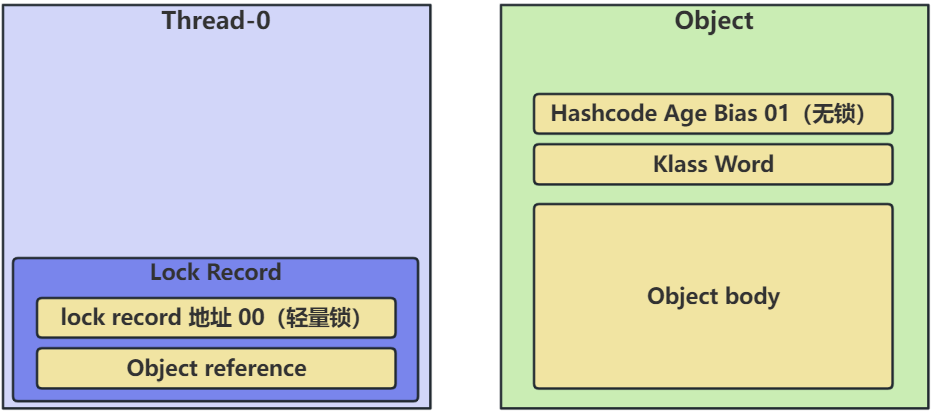 Thread-0
Lock Record
lock record 地址 00（轻量锁）
Object reference
Object
Hashcode Age Bias 01（无锁）
Klass Word
Object body